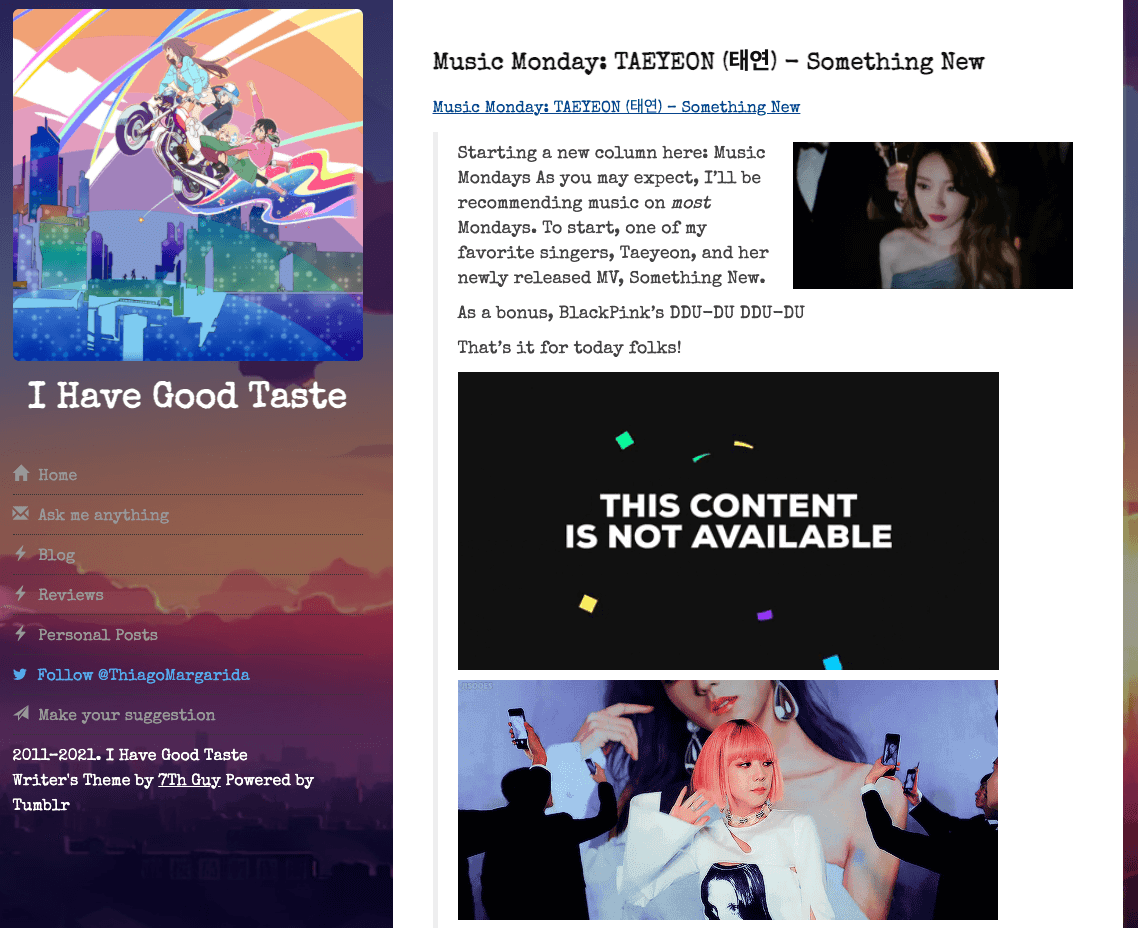 I Have Good Taste
Home
Ask me anything
Blog
Reviews
Personal Posts
Follow @ThiagoMargarida
Make your suggestion
2011-2021. I Have Good Taste
Writer's Theme by 7Th Guy Powered by
Tumblr
Music Monday: TAEYEON (태연) – Something New
Music Monday: TAEYEON (태연) – Something New
Starting a new column here: Music
Mondays As you may expect, I’ll be
recommending music on most
Mondays. To start, one of my
favorite singers, Taeyeon, and her
newly released MV, Something New.
As a bonus, BlackPink’s DDU-DU DDU-DU
That’s it for today folks!
THIS CONTENT
IS NOT AVAILABLE